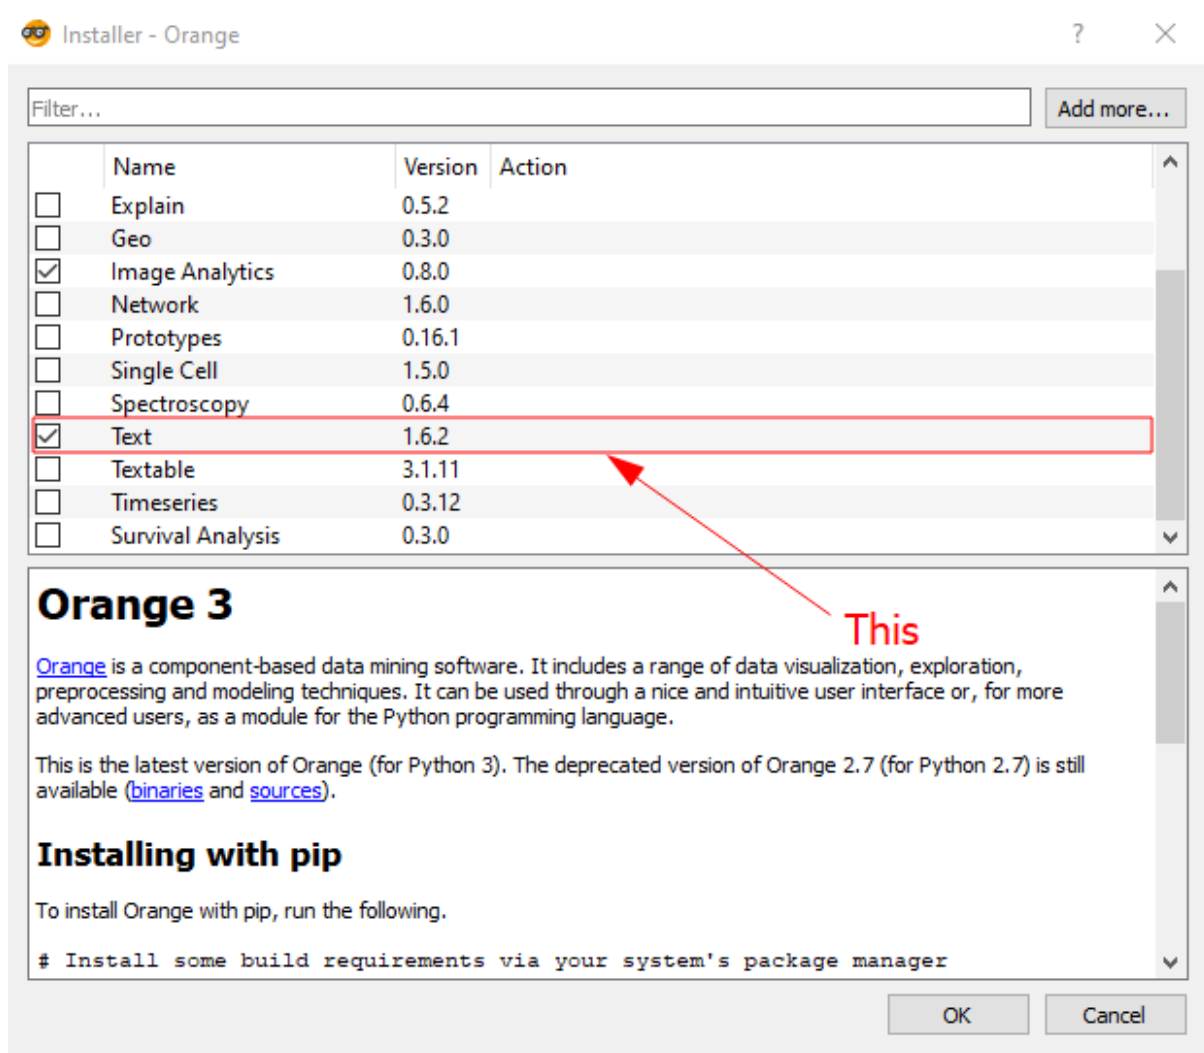 Installer - Orange
?
Filter...
Add more...
Name Version Action
Explain 0.5.2
Geo 0.3.0
Image Analytics 0.8.0
Network 1.6.0
Prototypes 0.16.1
Single Cell 1.5.0
Spectroscopy 0.6.4
Text 1.6.2
Textable 3.1.11
Timeseries 0.3.12
Survival Analysis 0.3.0
This
Orange 3
Orange is a component-based data mining software. It includes a range of data visualization, exploration,
preprocessing and modeling techniques. It can be used through a nice and intuitive user interface or, for more
advanced users, as a module for the Python programming language.
This is the latest version of Orange (for Python 3). The deprecated version of Orange 2.7 (for Python 2.7) is still
available (binaries and sources).
Installing with pip
To install Orange with pip, run the following.
# Install some build requirements via your system's package manager
OK
Cancel